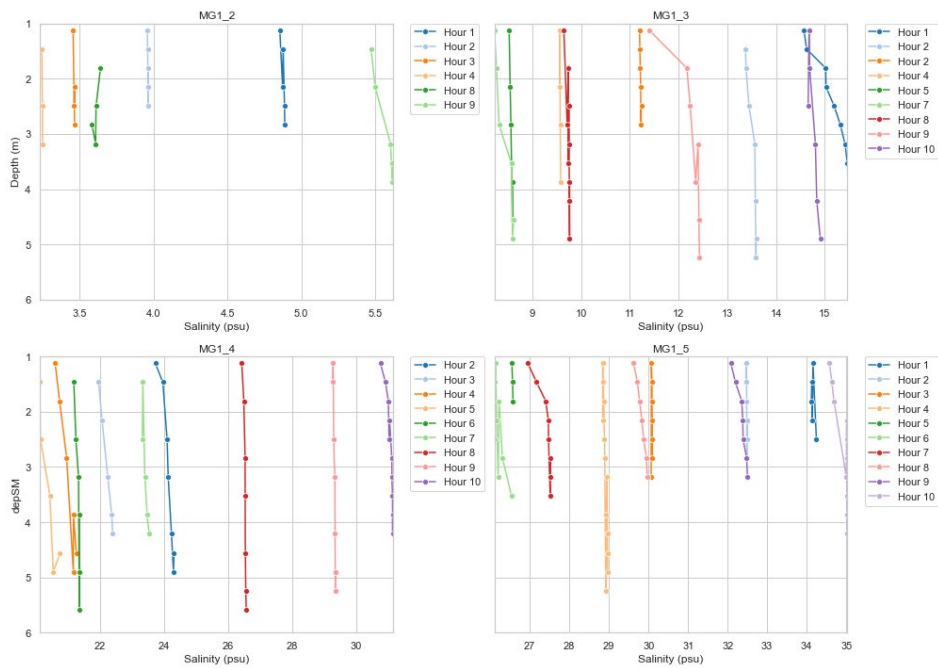 MG1_2
1
2
3
4
5
6
Depth (m)
3.5
4.0
4.5
5.0
5.5
Salinity (psu)
Hour 1
Hour 2
Hour 3
Hour 4
Hour 8
Hour 9
MG1_3
9
10
11
12
13
14
15
Salinity (psu)
Hour 1
Hour 3
Hour 2
Hour 4
Hour 5
Hour 7
Hour 8
Hour 9
Hour 10
MG1_4
1
2
3
4
5
6
depSM
22
24
26
28
30
Salinity (psu)
Hour 2
Hour 3
Hour 4
Hour 5
Hour 6
Hour 7
Hour 8
Hour 9
Hour 10
MG1_5
27
28
29
30
31
32
33
34
35
Salinity (psu)
Hour 1
Hour 2
Hour 3
Hour 4
Hour 5
Hour 6
Hour 7
Hour 8
Hour 9
Hour 10